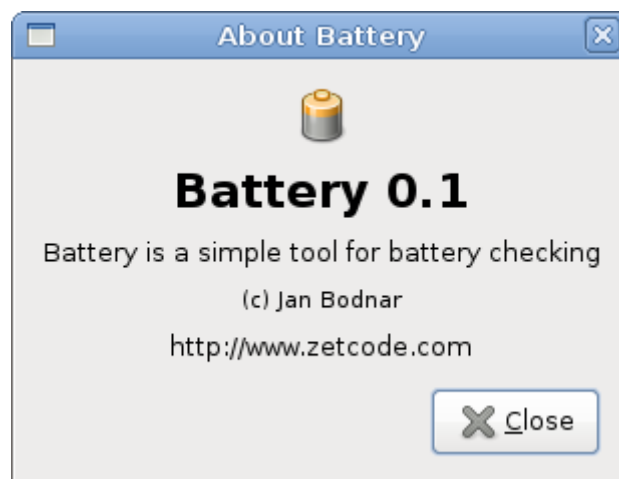 About Battery
Battery 0.1
Battery is a simple tool for battery checking
(c) Jan Bodnar
http://www.zetcode.com
Close